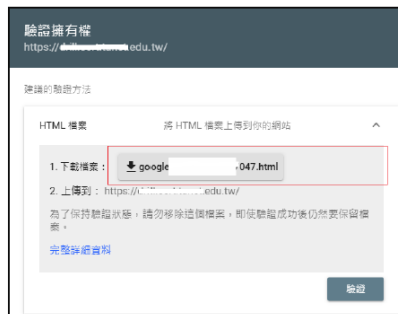 驗證擁有權
https:// edu.tw/
建議的驗證方法
HTML 檔案 將 HTML 檔案上傳到你的網站
1. 下載檔案： google 047.html
2. 上傳到： https:// edu.tw/
為了保持驗證狀態，請勿移除這個檔案，即使驗證成功後仍然要保留檔
案。
完整詳細資料
驗證